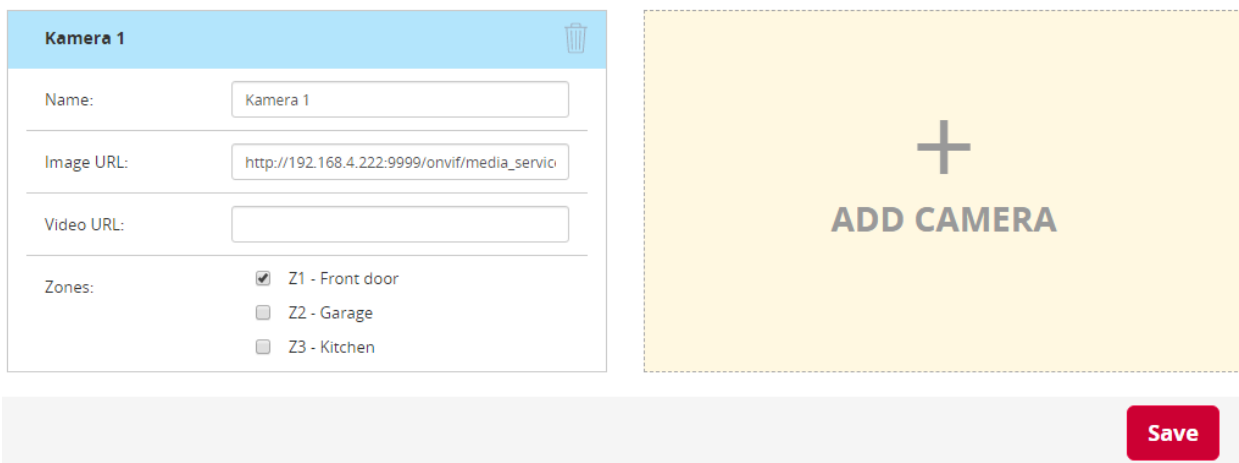 Kamera 1
Name: Kamera 1
Image URL: http://192.168.4.222:9999/onvif/media_servic
Video URL:
Zones: Z1 - Front door
Z2 - Garage
Z3 - Kitchen
ADD CAMERA
Save